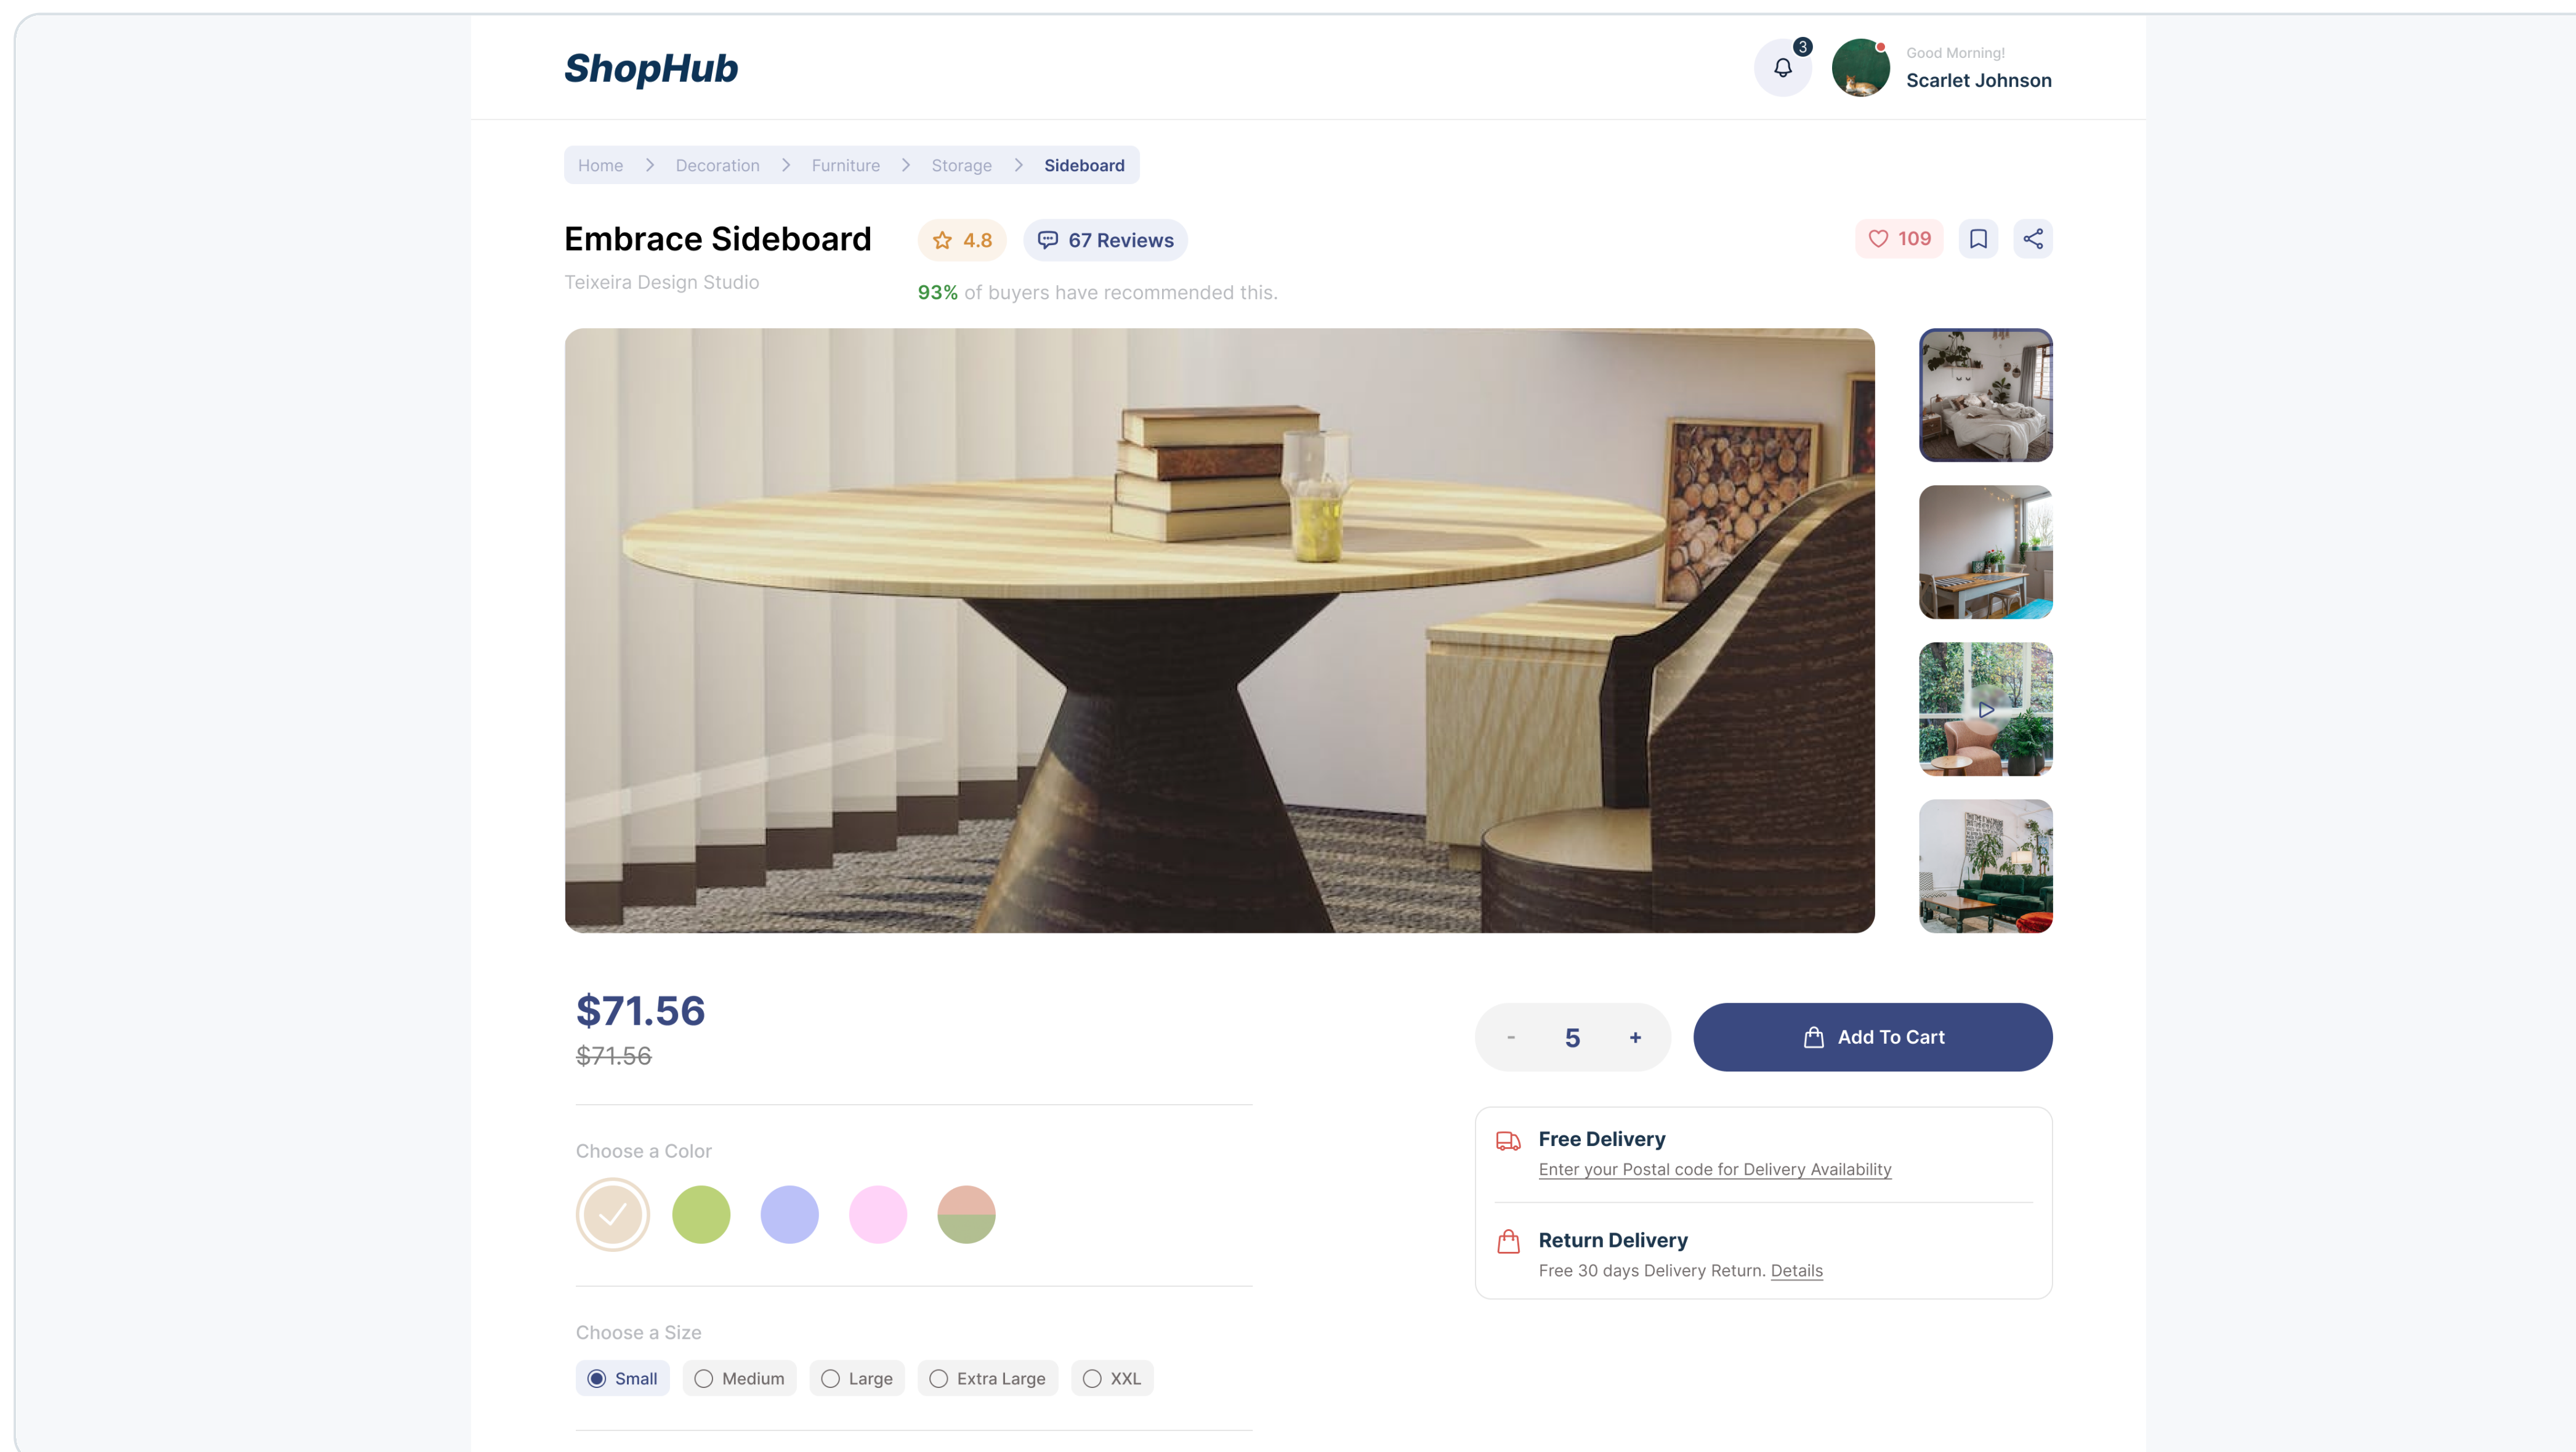 ShopHub
3
Good Morning!
Scarlet Johnson
Home
Decoration
Furniture
Storage
Sideboard
Embrace Sideboard
4.8
67 Reviews
109
Teixeira Design Studio
93% of buyers have recommended this.
$71.56
$71.56
- 5 +
Add To Cart
Choose a Color
Free Delivery
Enter your Postal code for Delivery Availability
Return Delivery
Free 30 days Delivery Return. Details
Choose a Size
Small
Medium
Large
Extra Large
XXL